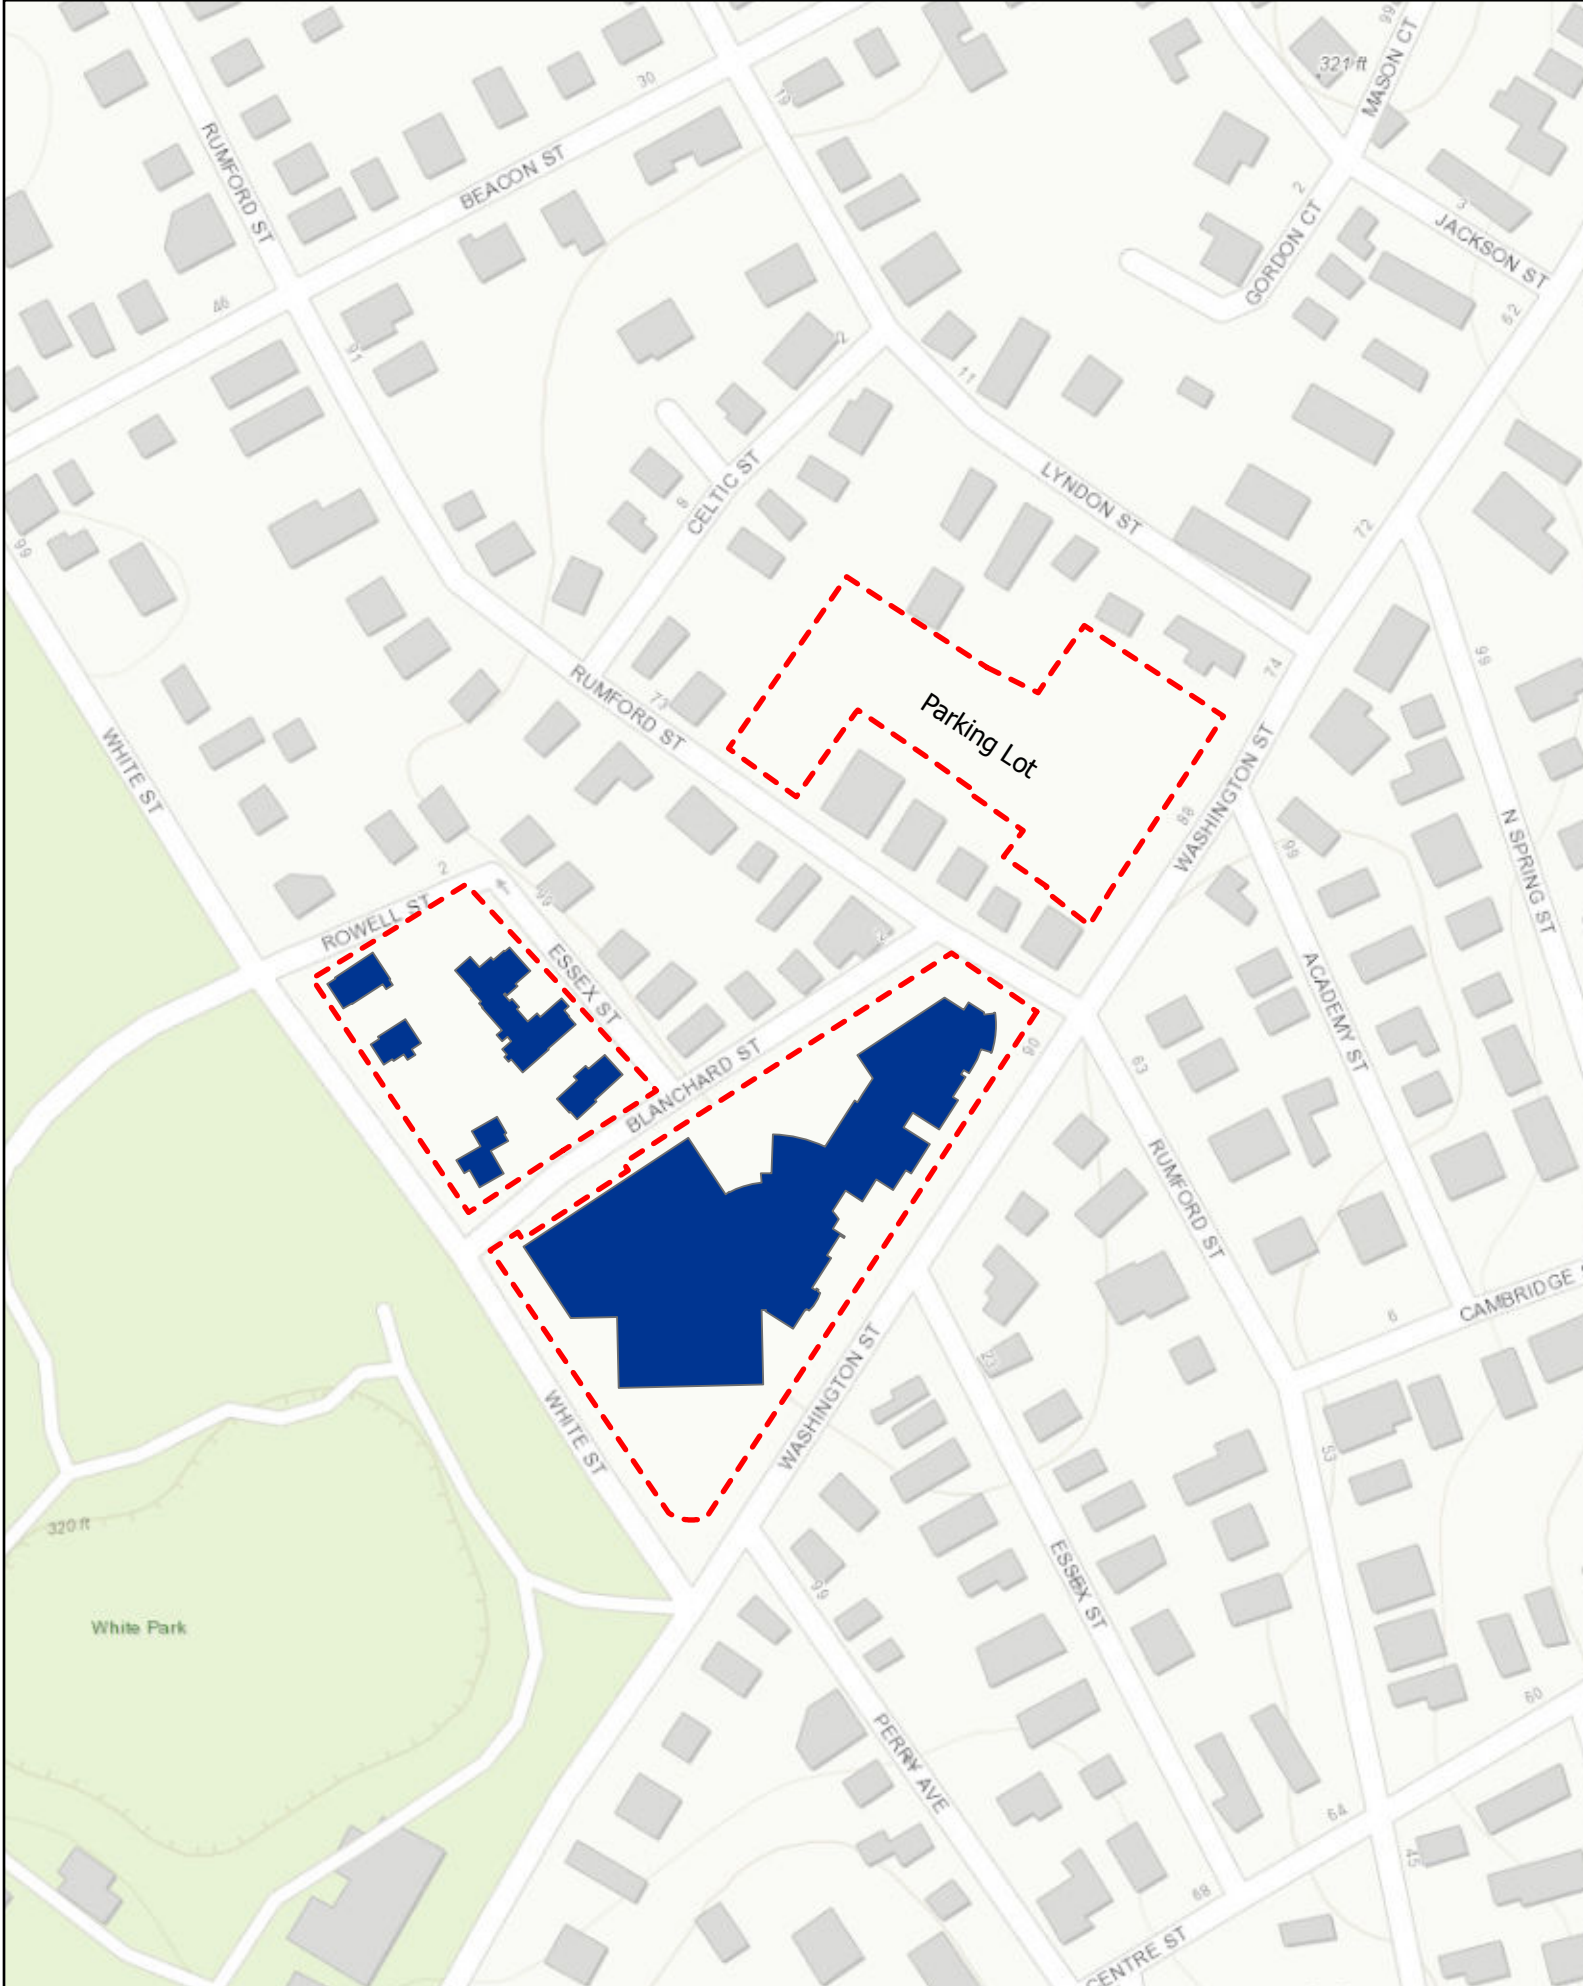 30
19
99
321 ft
MASON CT
RUMFORD ST
BEACON ST
2
3
GORDON CT
JACKSON ST
46
62
91
2
11
CELTIC ST
8
LYNDON ST
72
99
RUMFORD ST
73
74
98
Parking Lot
WHITE ST
WASHINGTON ST
88
N SPRING ST
99
2
99
ROWELL ST
ESSEX ST
2
ACADEMY ST
BLANCHARD ST
90
63
RUMFORD ST
CAMBRIDGE
6
23
WASHINGTON ST
WHITE ST
53
320 ft
ESSEX ST
99
White Park
60
PERRY AVE
64
45
68
CENTRE ST